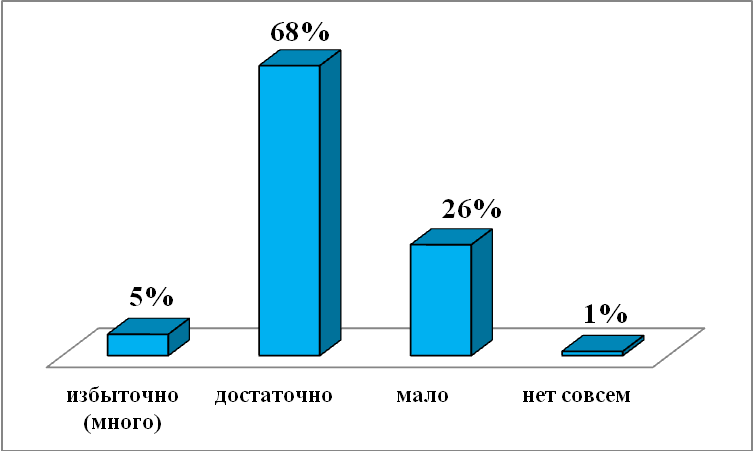 68%
26%
5%
1%
избыточно
(много)
достаточно
мало
нет совсем